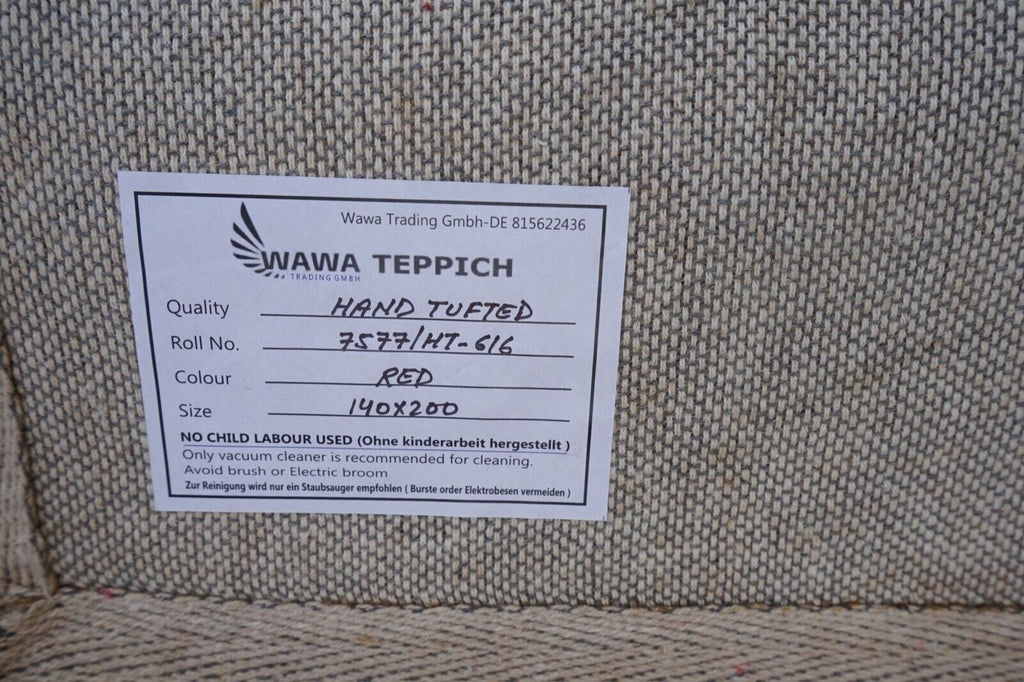 Wawa Trading Gmbh-DE 815622436
WAWA TEPPICH
TRADING GMBH
Quality HAND TUFTED
Roll No. 7577/HT-616
Colour RED
Size 140X200
NO CHILD LABOUR USED (Ohne kinderarbeit hergestellt )
Only vacuum cleaner is recommended for cleaning.
Avoid brush or Electric broom
Zur Reinigung wird nur ein Staubsauger empfohlen ( Burste order Elektrobesen vermeiden )